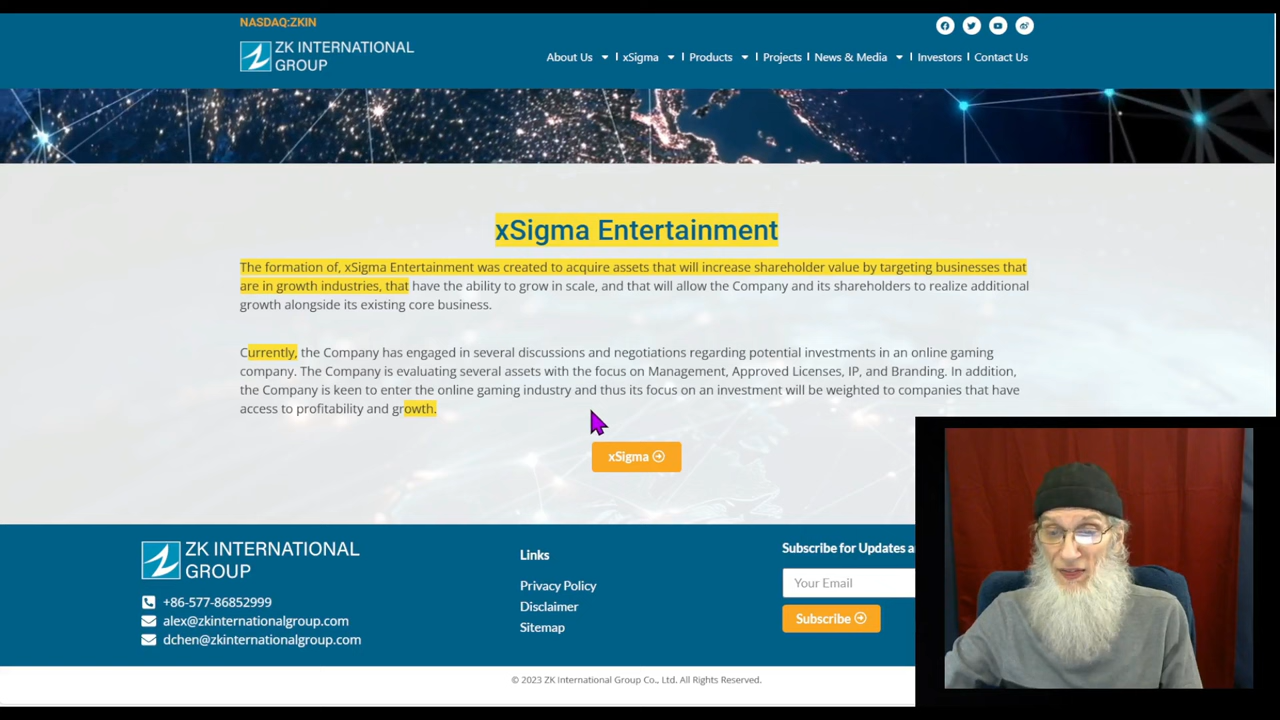 NASDAQ:ZKIN
ZK INTERNATIONAL
GROUP
About Us
xSigma
Products
Projects
News & Media
Investors
Contact Us
xSigma Entertainment
The formation of, xSigma Entertainment was created to acquire assets that will increase shareholder value by targeting businesses that
are in growth industries, that have the ability to grow in scale, and that will allow the Company and its shareholders to realize additional
growth alongside its existing core business.
Currently, the Company has engaged in several discussions and negotiations regarding potential investments in an online gaming
company. The Company is evaluating several assets with the focus on Management, Approved Licenses, IP, and Branding. In addition,
the Company is keen to enter the online gaming industry and thus its focus on an investment will be weighted to companies that have
access to profitability and growth.
xSigma
ZK INTERNATIONAL
GROUP
+86-577-86852999
alex@zkinternationalgroup.com
dchen@zkinternationalgroup.com
Links
Privacy Policy
Disclaimer
Sitemap
Subscribe for Updates a
Your Email
Subscribe
© 2023 ZK International Group Co., Ltd. All Rights Reserved.